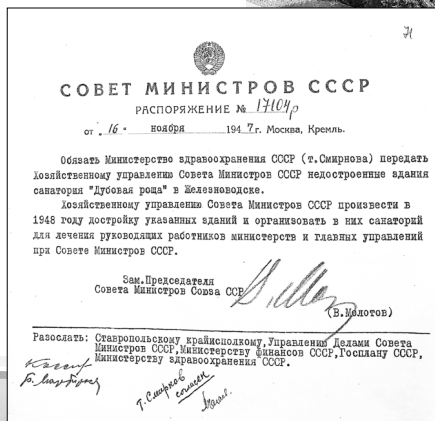 71
СОВЕТ МИНИСТРОВ СССР
РАСПОРЯЖЕНИЕ № 17104р
от "16" ноября 1947г. Москва, Кремль.
Обязать Министерство здравоохранения СССР (т.Смирнова) передать
Хозяйственному управлению Совета Министров СССР недостроенные здания
санатория "Дубовая роща" в Железноводске.
Хозяйственному управлению Совета Министров СССР произвести в
1948 году достройку указанных зданий и организовать в них санаторий
для лечения руководящих работников министерств и главных управлений
при Совете Министров СССР.
Зам.Председателя
Совета Министров Союза ССР
(В.Молотов)
Разослать: Ставропольскому крайисполкому, Управлению Делами Совета
Министров СССР, Министерству финансов СССР, Госплану СССР,
Министерству здравоохранения СССР.
т. Смирнов
согласен